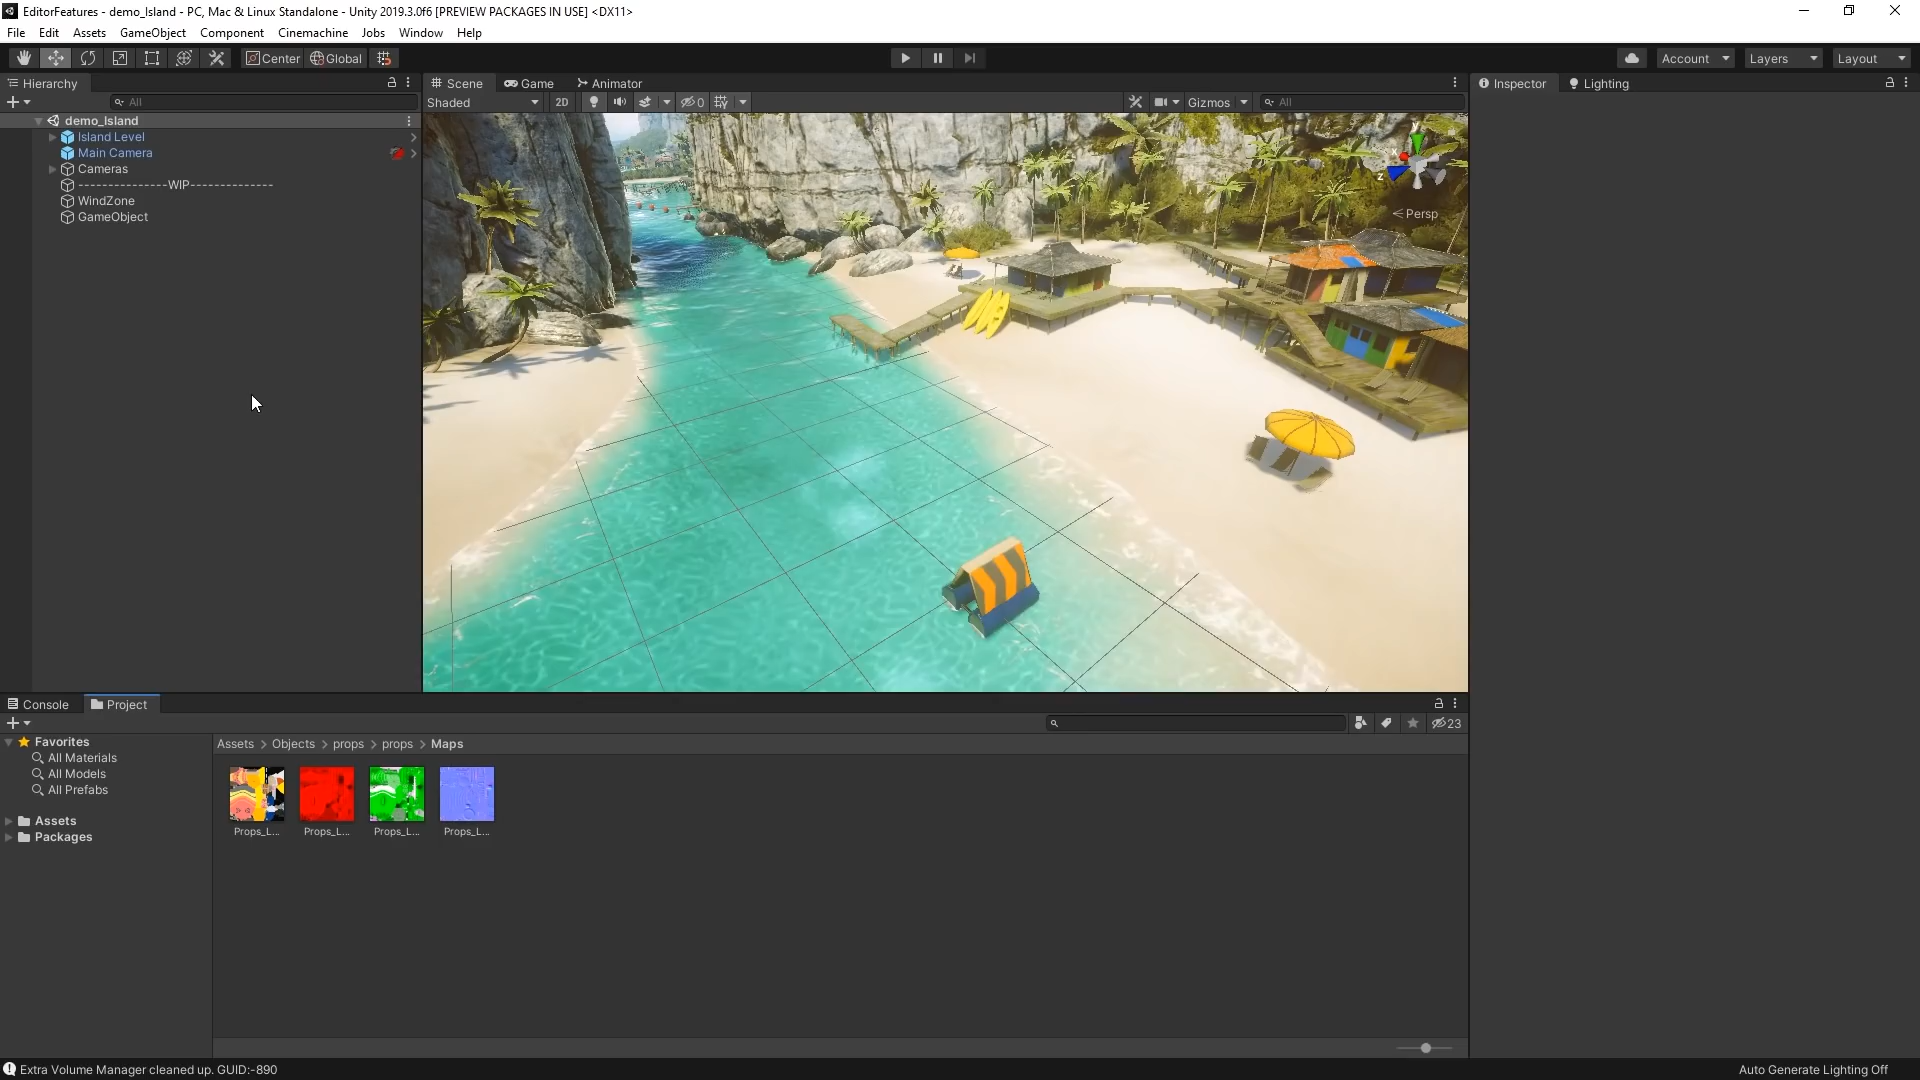 EditorFeatures - demo_Island - PC, Mac & Linux Standalone - Unity 2019.3.0f6 [PREVIEW PACKAGES IN USE] <DX11>
File Edit Assets GameObject Component Cinemachine Jobs Window Help
Center Global Account Layers Layout
Hierarchy
All
demo_Island
Island Level
Main Camera
Cameras
---------------WIP--------------
WindZone
GameObject
Scene Game Animator
Shaded 2D 0 Gizmos All
y
x
z
Persp
Inspector Lighting
Console Project
23
Favorites
All Materials
All Models
All Prefabs
Assets
Packages
Assets > Objects > props > props > Maps
Props_L... Props_L... Props_L... Props_L...
Extra Volume Manager cleaned up. GUID:-890
Auto Generate Lighting Off